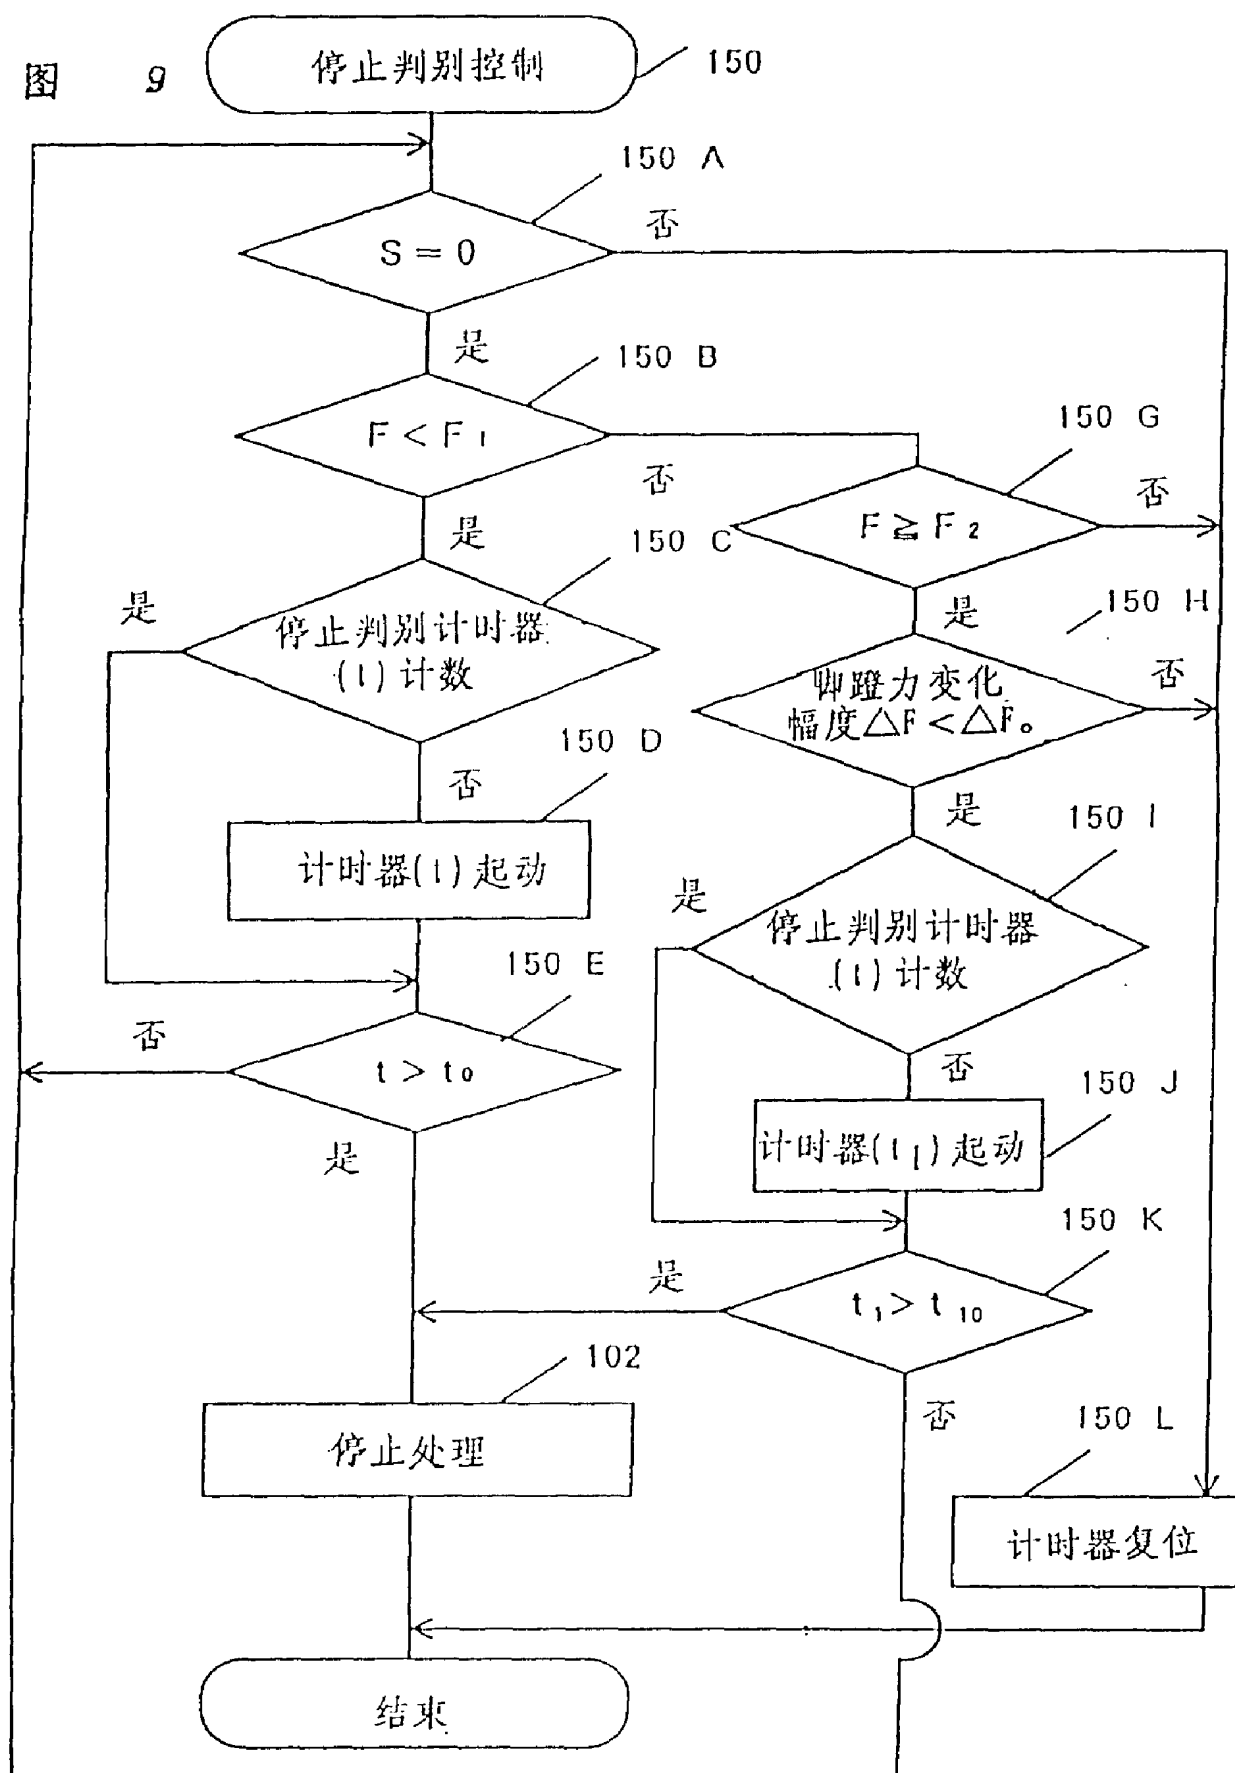 图 9
停止判别控制
150
150 A
S = 0
否
是
150 B
F < F₁
否
是
150 G
F ≧ F₂
否
是
150 C
停止判别计时器
(t) 计数
是
否
150 H
脚蹬力变化
幅度△F < △F₀
否
是
150 D
计时器(t) 起动
150 I
停止判别计时器
(t) 计数
是
否
150 E
t > t₀
否
是
150 J
计时器(t₁) 起动
150 K
t₁ > t₁₀
是
否
102
停止处理
150 L
计时器复位
结束